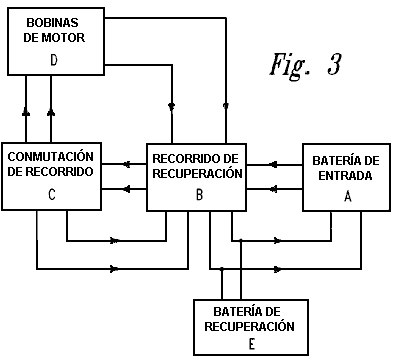 BOBINAS
DE MOTOR
D
Fig. 3
CONMUTACIÓN
DE RECORRIDO
C
RECORRIDO DE
RECUPERACIÓN
B
BATERÍA DE
ENTRADA
A
BATERÍA DE
RECUPERACIÓN
E